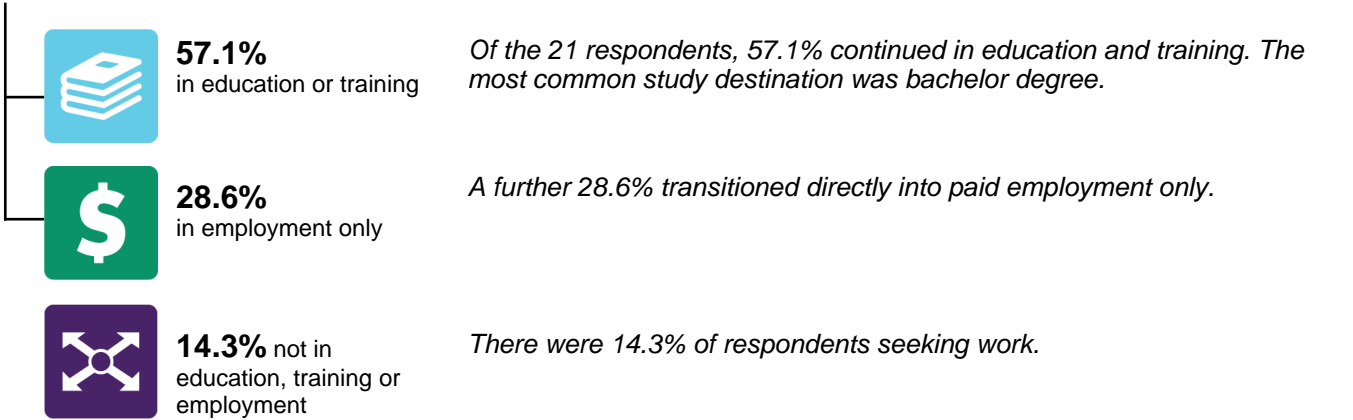 57.1%
in education or training
Of the 21 respondents, 57.1% continued in education and training. The
most common study destination was bachelor degree.
$
28.6%
in employment only
A further 28.6% transitioned directly into paid employment only.
14.3% not in
education, training or
employment
There were 14.3% of respondents seeking work.